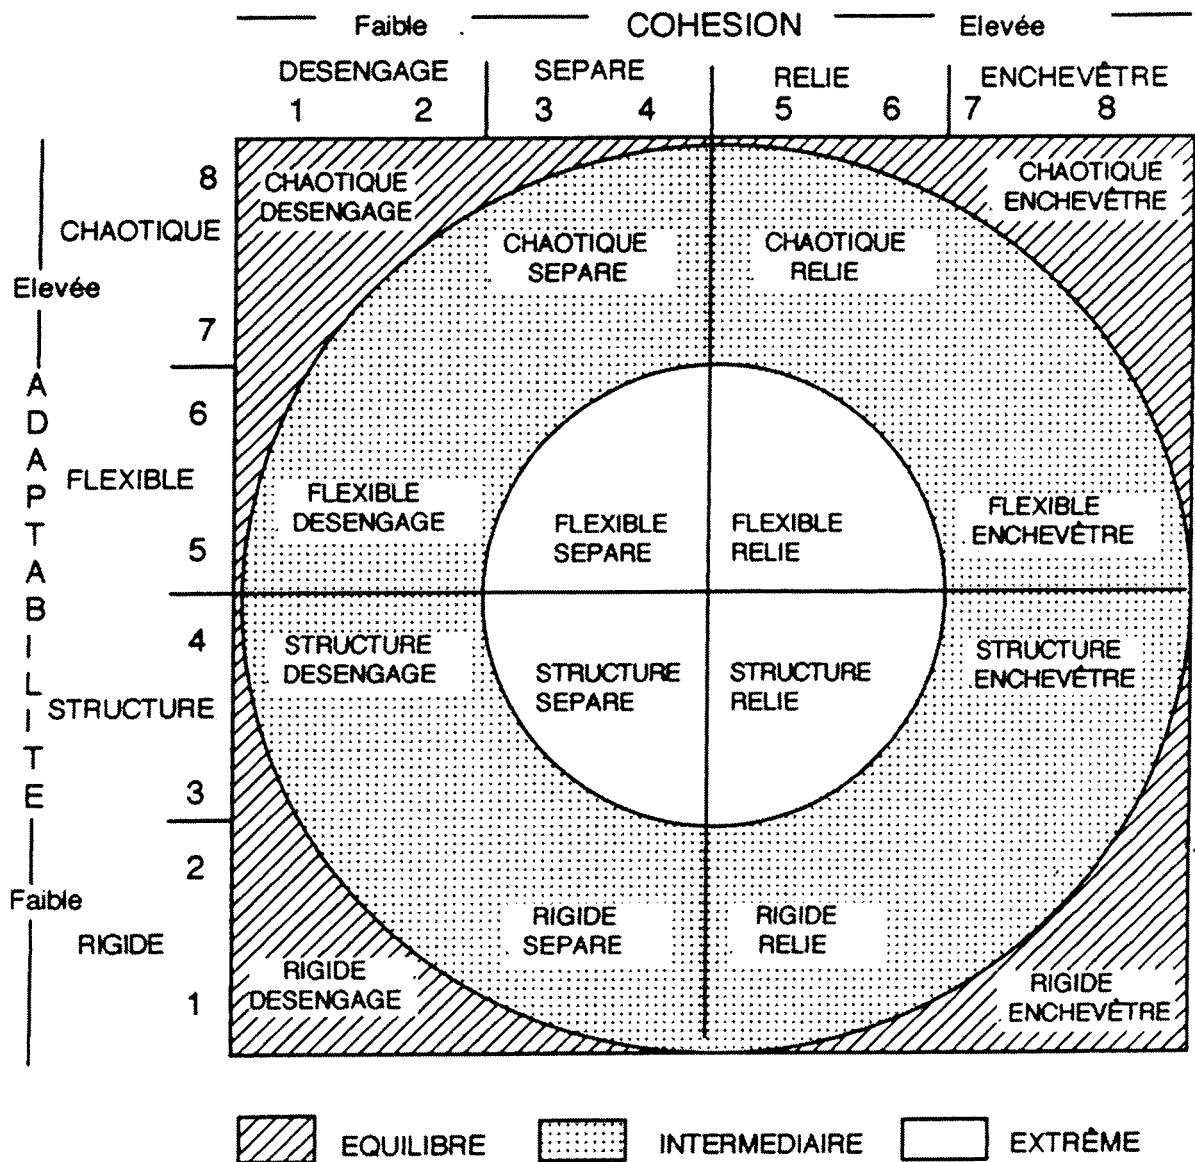 Faible COHESION Elevée
DESENGAGE SEPARE RELIE ENCHEVÊTRE
1 2 3 4 5 6 7 8
8
CHAOTIQUE
Elevée
7
ADAPTABILITE
6
FLEXIBLE
5
4
STRUCTURE
3
2
Faible
RIGIDE
1
CHAOTIQUE
DESENGAGE
CHAOTIQUE
SEPARE
CHAOTIQUE
RELIE
CHAOTIQUE
ENCHEVÊTRE
FLEXIBLE
DESENGAGE
FLEXIBLE
SEPARE
FLEXIBLE
RELIE
FLEXIBLE
ENCHEVÊTRE
STRUCTURE
DESENGAGE
STRUCTURE
SEPARE
STRUCTURE
RELIE
STRUCTURE
ENCHEVÊTRE
RIGIDE
DESENGAGE
RIGIDE
SEPARE
RIGIDE
RELIE
RIGIDE
ENCHEVÊTRE
EQUILIBRE INTERMEDIAIRE EXTRÊME